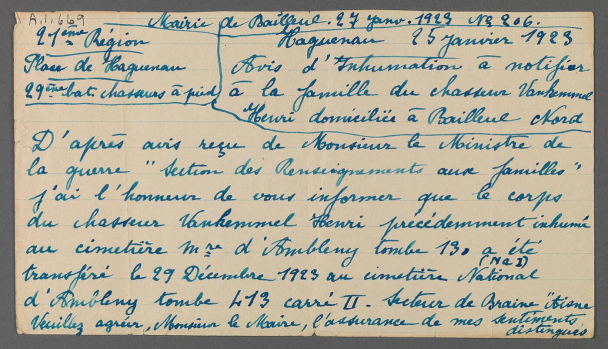 A.1.669
Mairie de Bailleul. 27 Janv. 1923 No 206.
21ème Région
Place de Haguenau
29ème bat. chasseurs à pied
Haguenau 25 Janvier 1923
Avis d'Inhumation à notifier
à la famille du chasseur Vankemmel
Henri domiciliée à Bailleul Nord
D'après avis reçue de Monsieur le Ministre de
la guerre "Section des Renseignements aux familles"
j'ai l'honneur de vous informer que le corps
du chasseur Vankemmel Henri précédemment inhumé
au cimetière mre d'Ambleny tombe 130 a été
transféré le 29 Décembre 1923 au cimetière National
d'Ambleny tombe 413 carré II. Secteur de Braine "Aisne
Veuillez agréer, Monsieur le Maire, l'assurance de mes sentiments
distingués